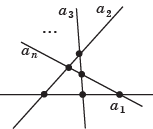 a₃ a₂
...
aₙ
a₁